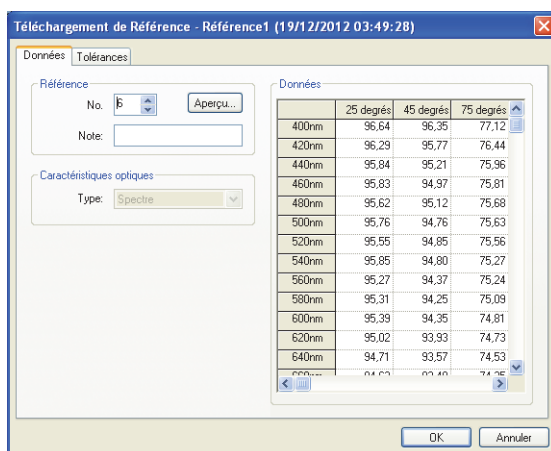 Téléchargement de Référence - Référence1 (19/12/2012 03:49:28)
Données Tolérances
Référence
No. 6 Aperçu...
Note:
Caractéristiques optiques
Type: Spectre
Données
25 degrés 45 degrés 75 degrés
400nm 96,64 96,35 77,12
420nm 96,29 95,77 76,44
440nm 95,84 95,21 75,96
460nm 95,83 94,97 75,81
480nm 95,62 95,12 75,68
500nm 95,76 94,76 75,63
520nm 95,55 94,85 75,56
540nm 95,85 94,80 75,27
560nm 95,27 94,37 75,24
580nm 95,31 94,25 75,09
600nm 95,39 94,35 74,81
620nm 95,02 93,93 74,73
640nm 94,71 93,57 74,53
OK Annuler